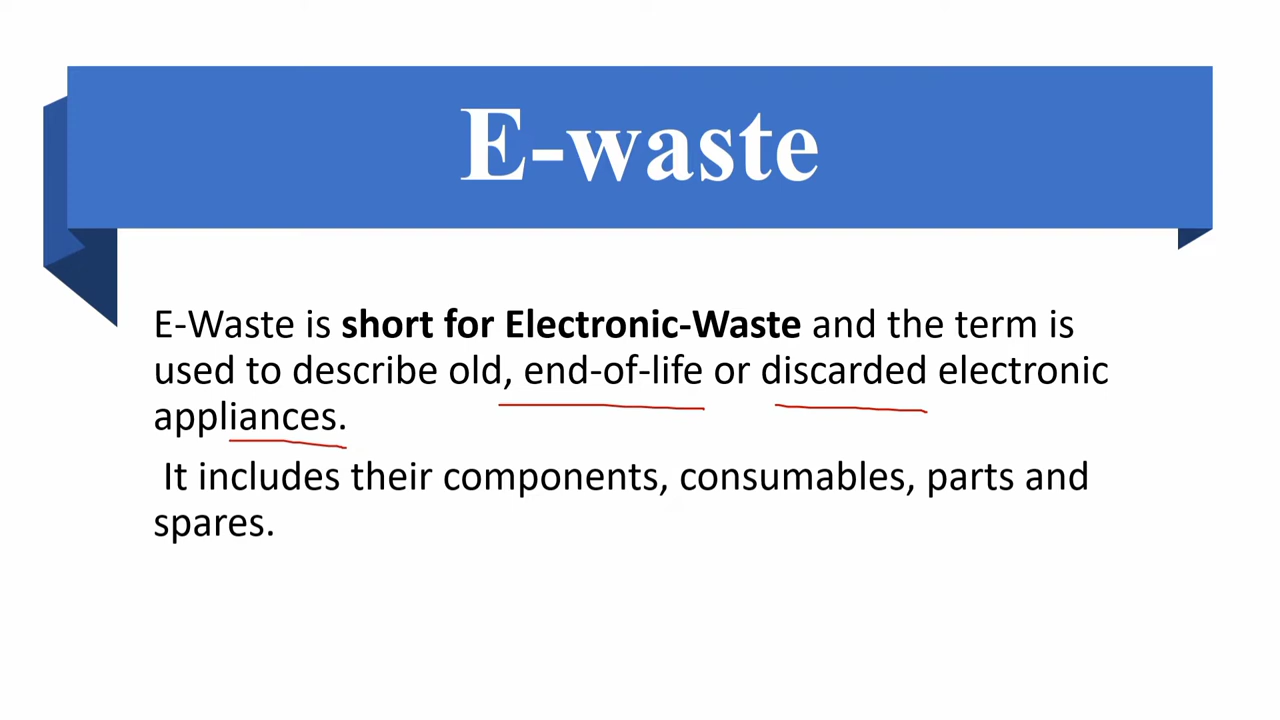 E-waste
E-Waste is short for Electronic-Waste and the term is
used to describe old, end-of-life or discarded electronic
appliances.
It includes their components, consumables, parts and
spares.